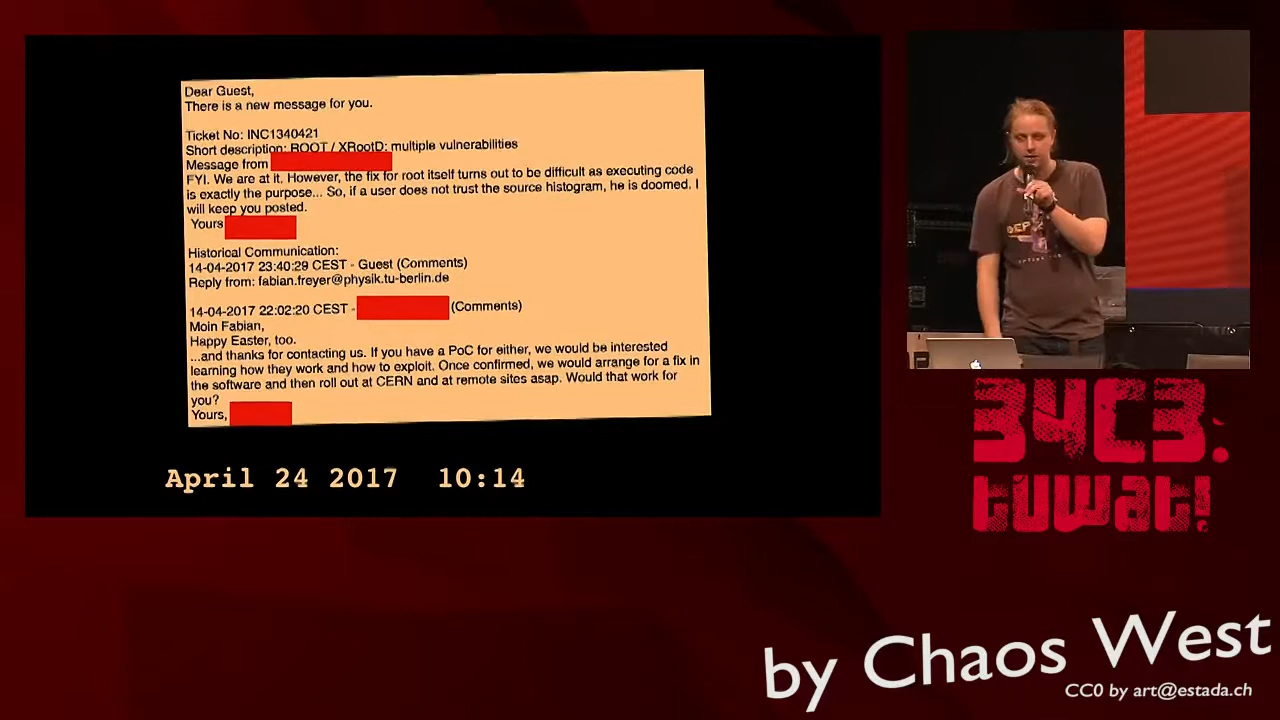 Dear Guest,
There is a new message for you.
Ticket No: INC1340421
Short description: ROOT / XRootD: multiple vulnerabilities
Message from
FYI. We are at it. However, the fix for root itself turns out to be difficult as executing code
is exactly the purpose... So, if a user does not trust the source histogram, he is doomed. I
will keep you posted.
Yours
Historical Communication:
14-04-2017 23:40:29 CEST - Guest (Comments)
Reply from: fabian.freyer@physik.tu-berlin.de
14-04-2017 22:02:20 CEST - (Comments)
Moin Fabian,
Happy Easter, too.
...and thanks for contacting us. If you have a PoC for either, we would be interested
learning how they work and how to exploit. Once confirmed, we would arrange for a fix in
the software and then roll out at CERN and at remote sites asap. Would that work for
you?
Yours,
April 24 2017 10:14
34C3:
tuwat!
by Chaos West
CC0 by art@estada.ch